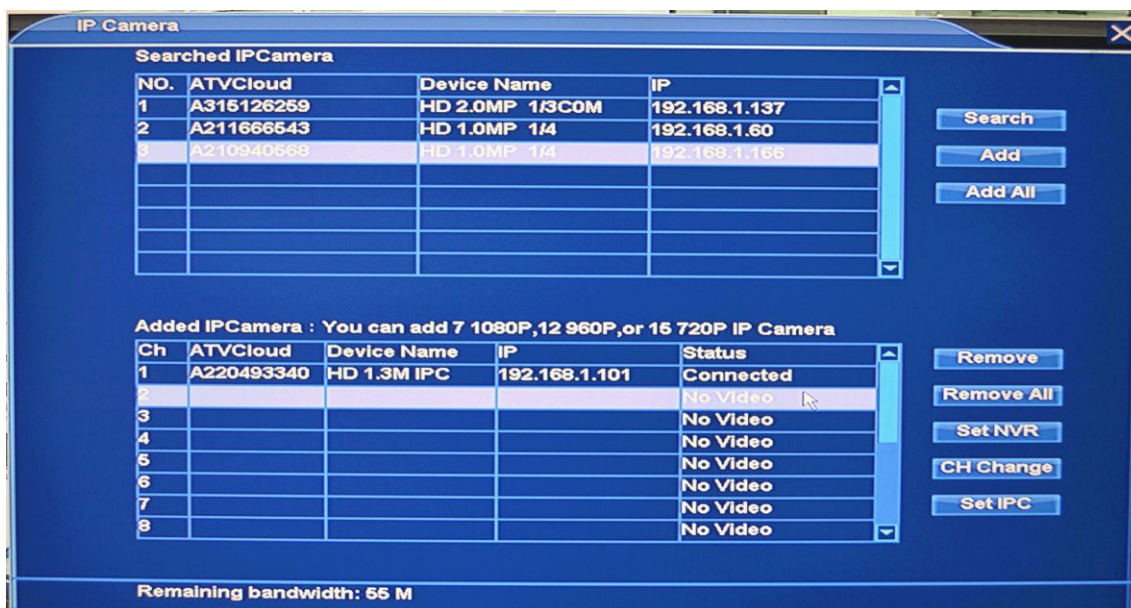 IP Camera
Searched IPCamera
NO. ATVCloud Device Name IP
1 A315126259 HD 2.0MP 1/3COM 192.168.1.137
2 A211666543 HD 1.0MP 1/4 192.168.1.60
3 A210940568 HD 1.0MP 1/4 192.168.1.166
Search
Add
Add All
Added IPCamera : You can add 7 1080P,12 960P,or 15 720P IP Camera
Ch ATVCloud Device Name IP Status
1 A220493340 HD 1.3M IPC 192.168.1.101 Connected
2 No Video
3 No Video
4 No Video
5 No Video
6 No Video
7 No Video
8 No Video
Remove
Remove All
Set NVR
CH Change
Set IPC
Remaining bandwidth: 55 M